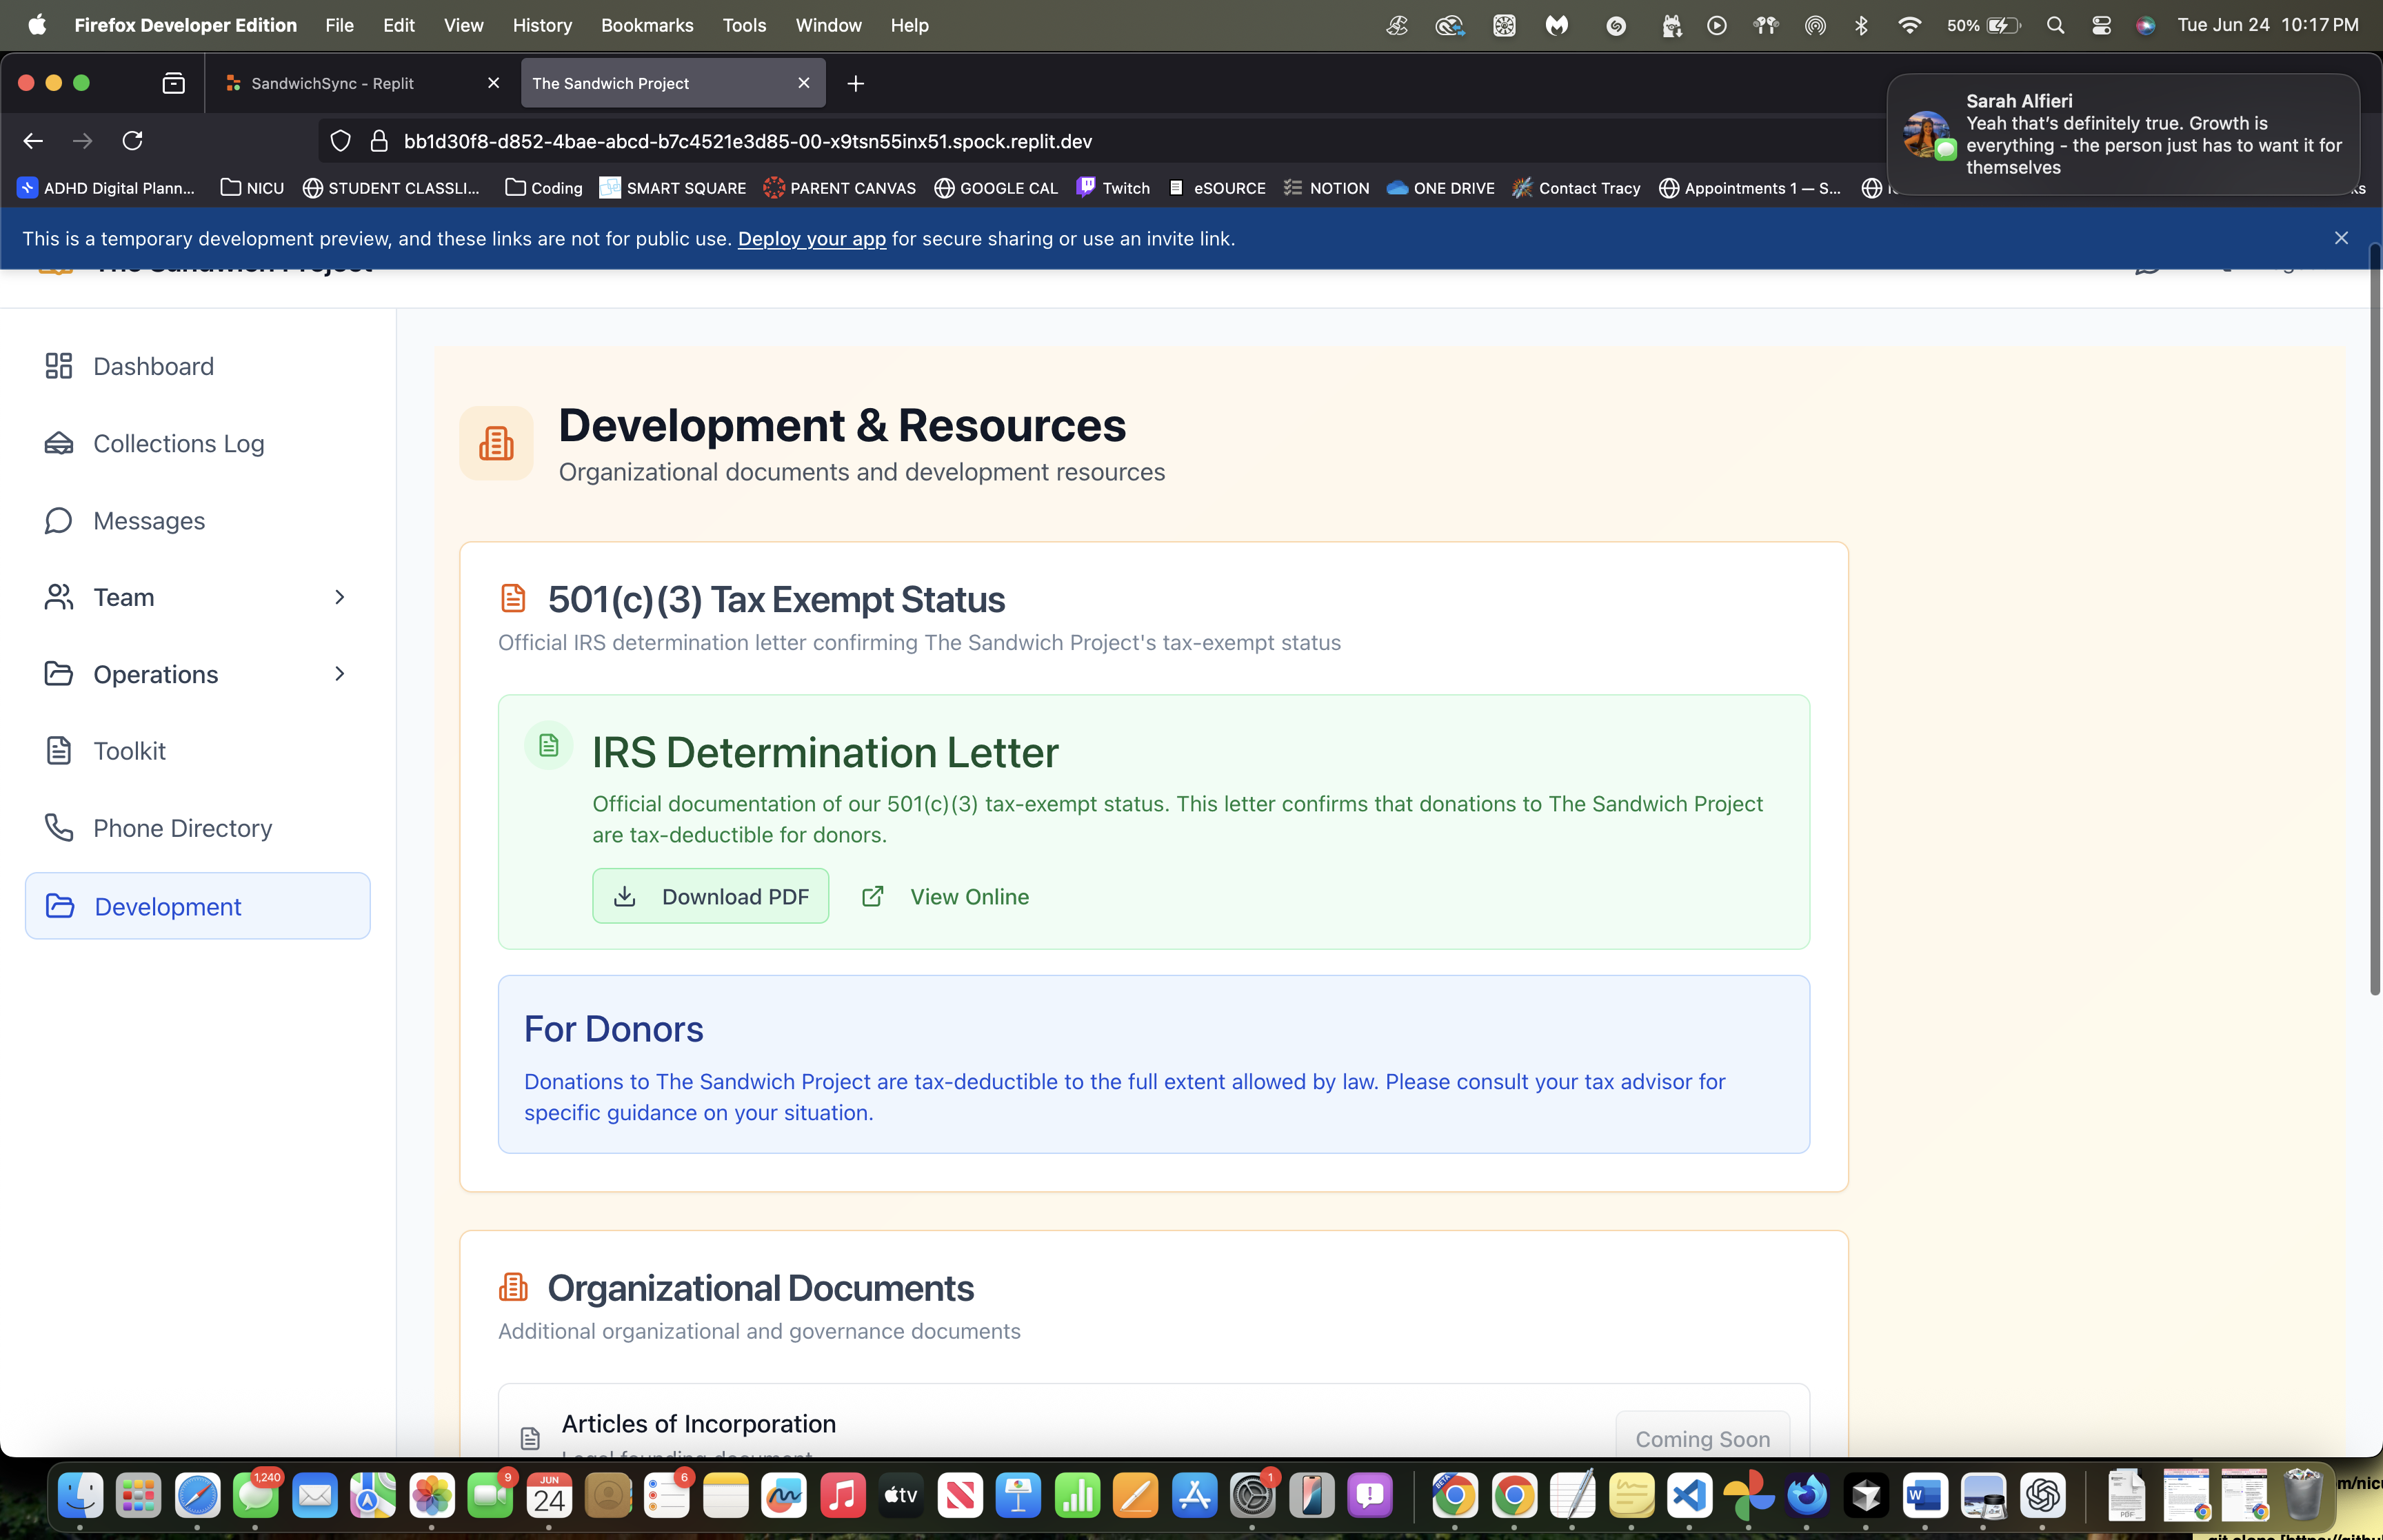 Firefox Developer Edition File Edit View History Bookmarks Tools Window Help
50% Tue Jun 24 10:17 PM
SandwichSync - Replit
The Sandwich Project
Sarah Alfieri
Yeah that's definitely true. Growth is
everything - the person just has to want it for
themselves
bb1d30f8-d852-4bae-abcd-b7c4521e3d85-00-x9tsn55inx51.spock.replit.dev
ADHD Digital Plann...
NICU
STUDENT CLASSLI...
Coding
SMART SQUARE
PARENT CANVAS
GOOGLE CAL
Twitch
eSOURCE
NOTION
ONE DRIVE
Contact Tracy
Appointments 1 — S...
This is a temporary development preview, and these links are not for public use. Deploy your app for secure sharing or use an invite link.
The Sandwich Project
Dashboard
Collections Log
Messages
Team
Operations
Toolkit
Phone Directory
Development
Development & Resources
Organizational documents and development resources
501(c)(3) Tax Exempt Status
Official IRS determination letter confirming The Sandwich Project's tax-exempt status
IRS Determination Letter
Official documentation of our 501(c)(3) tax-exempt status. This letter confirms that donations to The Sandwich Project
are tax-deductible for donors.
Download PDF
View Online
For Donors
Donations to The Sandwich Project are tax-deductible to the full extent allowed by law. Please consult your tax advisor for
specific guidance on your situation.
Organizational Documents
Additional organizational and governance documents
Articles of Incorporation
Legal founding document
Coming Soon
1,240
9
JUN
24
6
tv
1
BETA
W
PDF
m/nicu